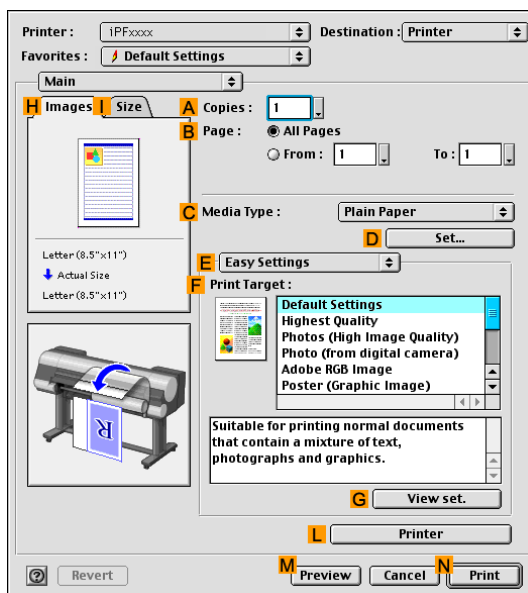 Printer : iPFxxxx Destination : Printer
Favorites : Default Settings
Main
H Images I Size A Copies : 1
B Page : All Pages
From : 1 To : 1
C Media Type : Plain Paper
D Set...
Letter (8.5"x11")
Actual Size
Letter (8.5"x11")
E Easy Settings
F Print Target :
Default Settings
Highest Quality
Photos (High Image Quality)
Photo (from digital camera)
Adobe RGB Image
Poster (Graphic Image)
R
Suitable for printing normal documents
that contain a mixture of text,
photographs and graphics.
G View set.
L Printer
? Revert M Preview Cancel N Print